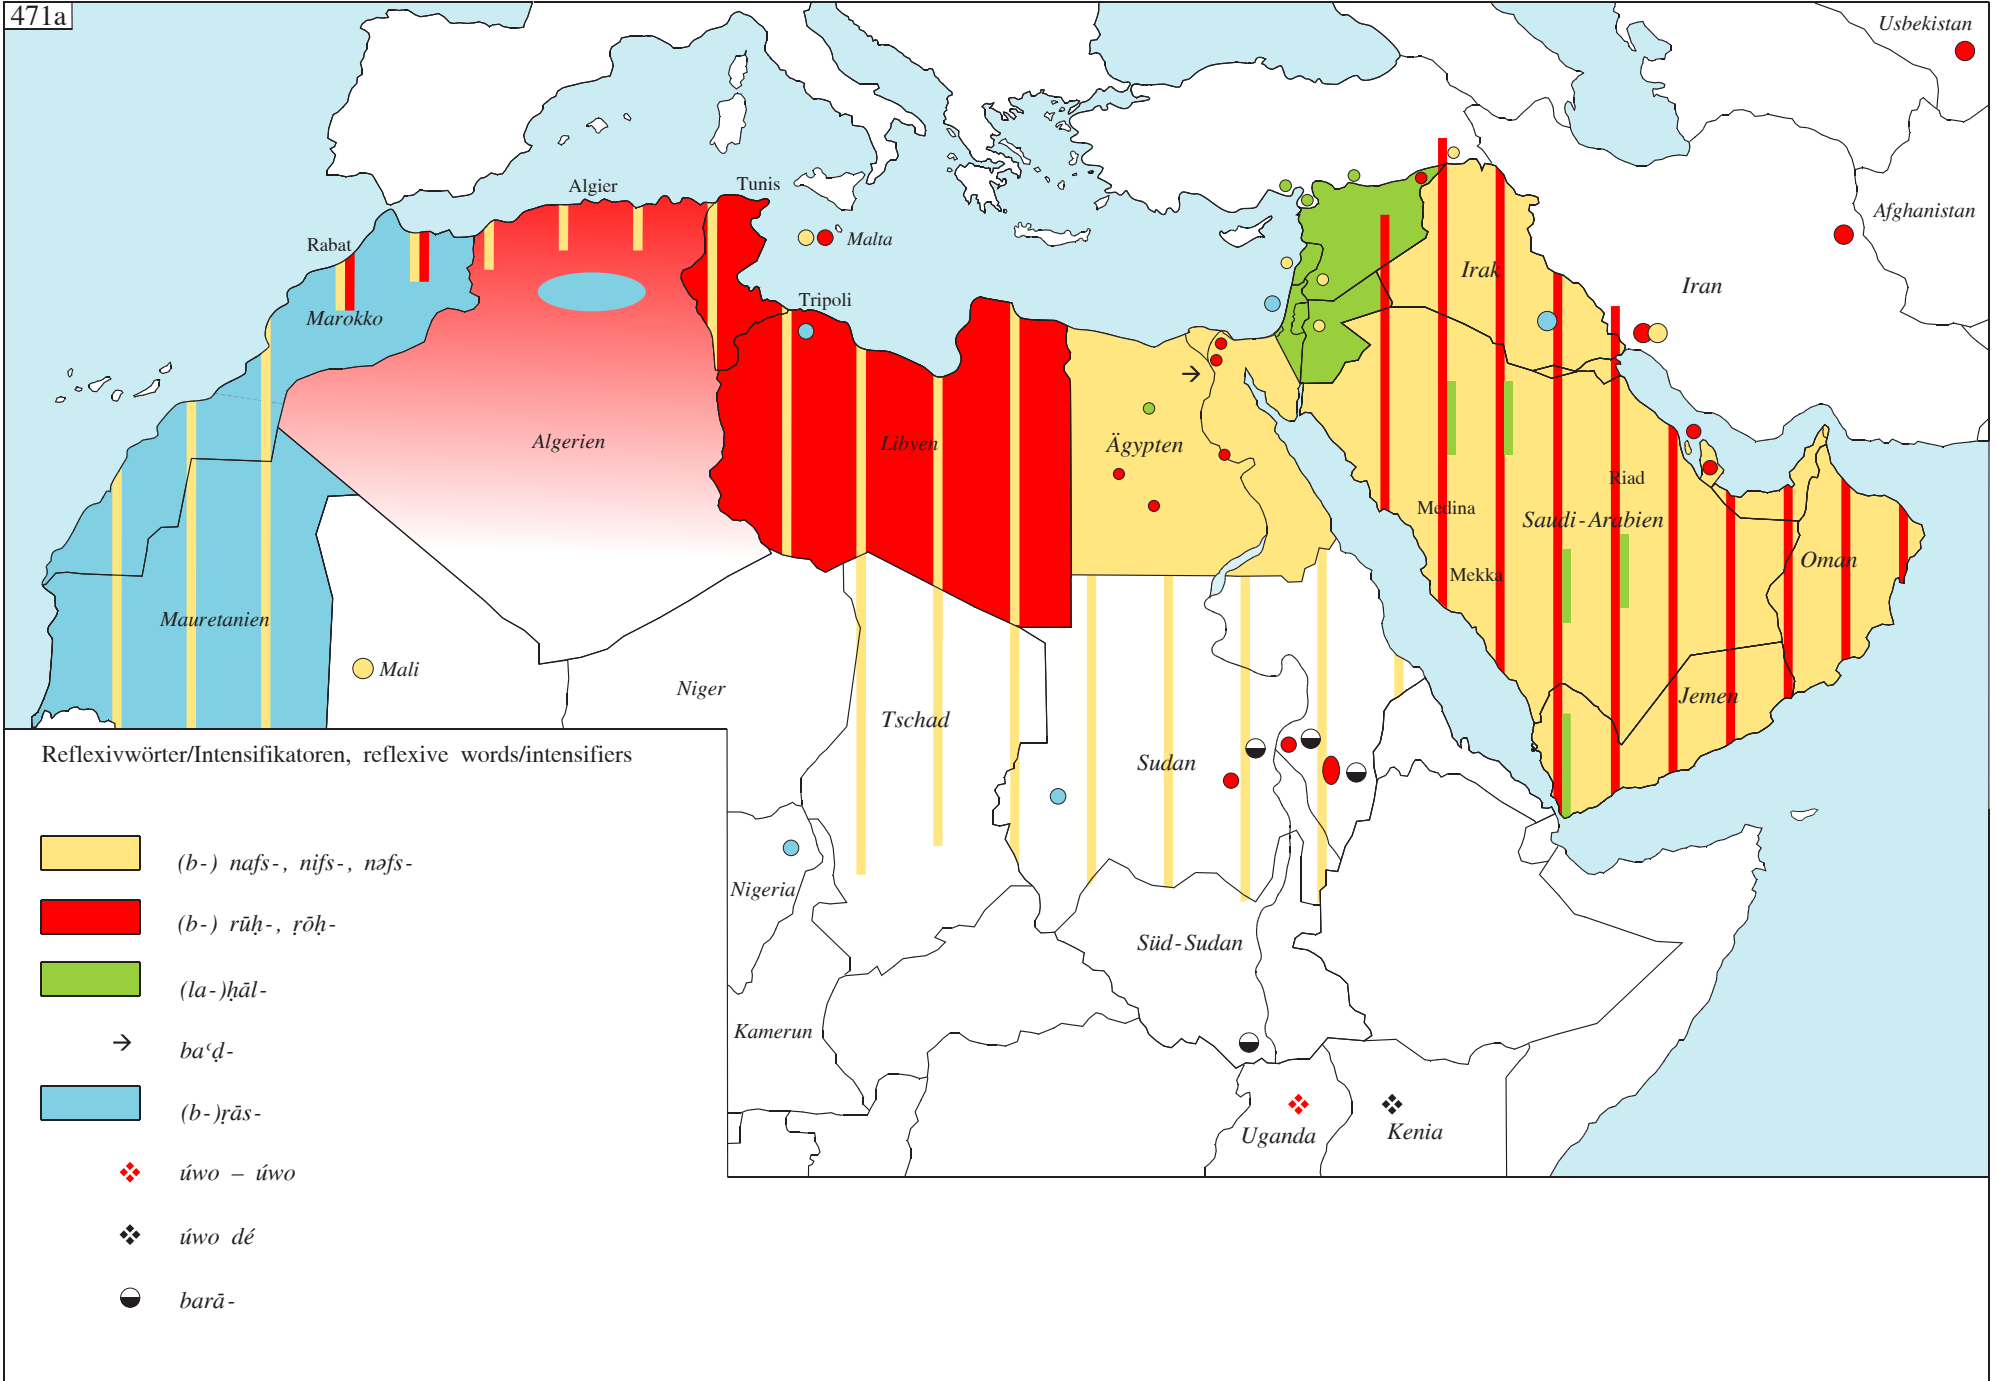 471a
Usbekistan
Afghanistan
Tunis
Algier
Rabat
Malta
Irak
Iran
Tripoli
Marokko
Algerien
Libyen
Ägypten
Riad
Medina
Saudi-Arabien
Mekka
Oman
Mauretanien
Mali
Niger
Tschad
Jemen
Sudan
Nigeria
Süd-Sudan
Kamerun
Uganda
Kenia
Reflexivwörter/Intensifikatoren, reflexive words/intensifiers
(b-) nafs-, nifs-, nəfs-
(b-) rūḥ-, ṛōḥ-
(la-)ḥāl-
baʿḍ-
(b-)ṛās-
úwo – úwo
úwo dé
barā-